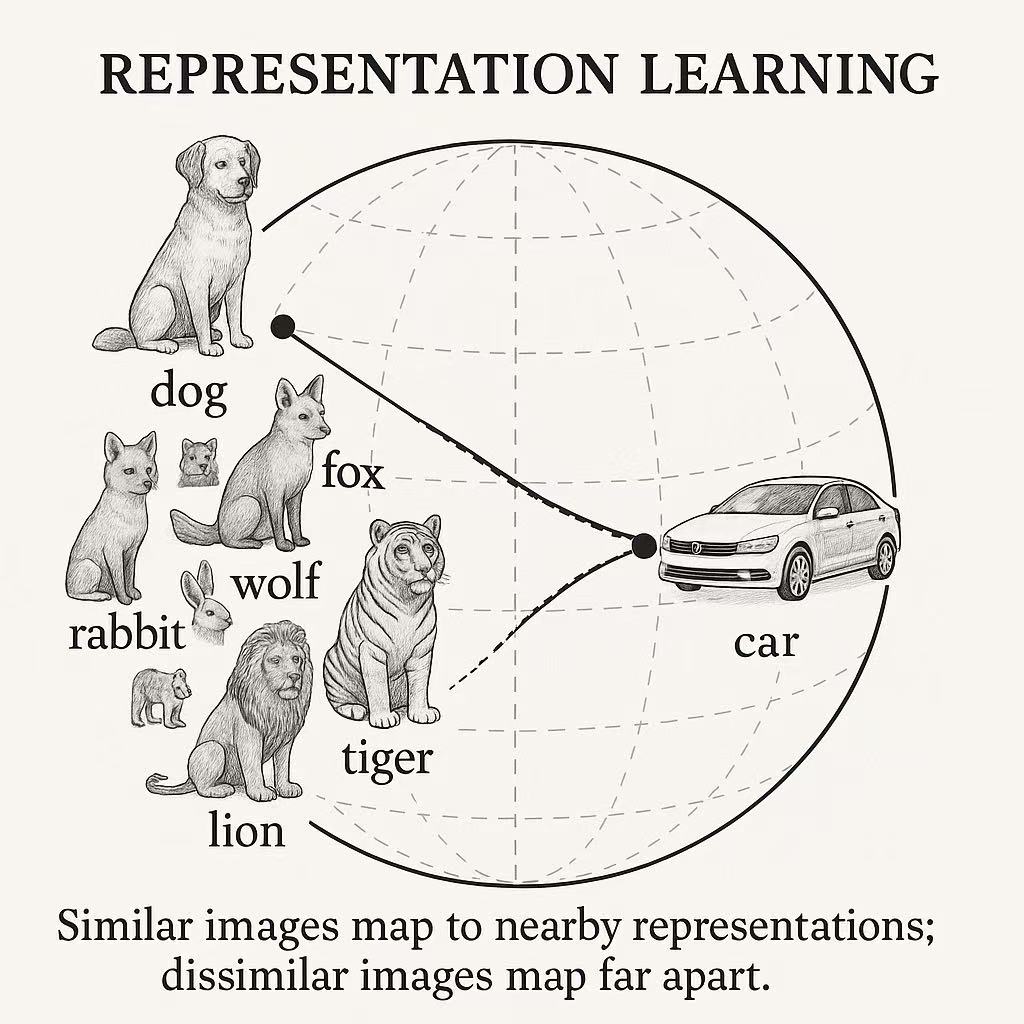 REPRESENTATION LEARNING
dog
fox
wolf
rabbit
tiger
lion
car
Similar images map to nearby representations;
dissimilar images map far apart.